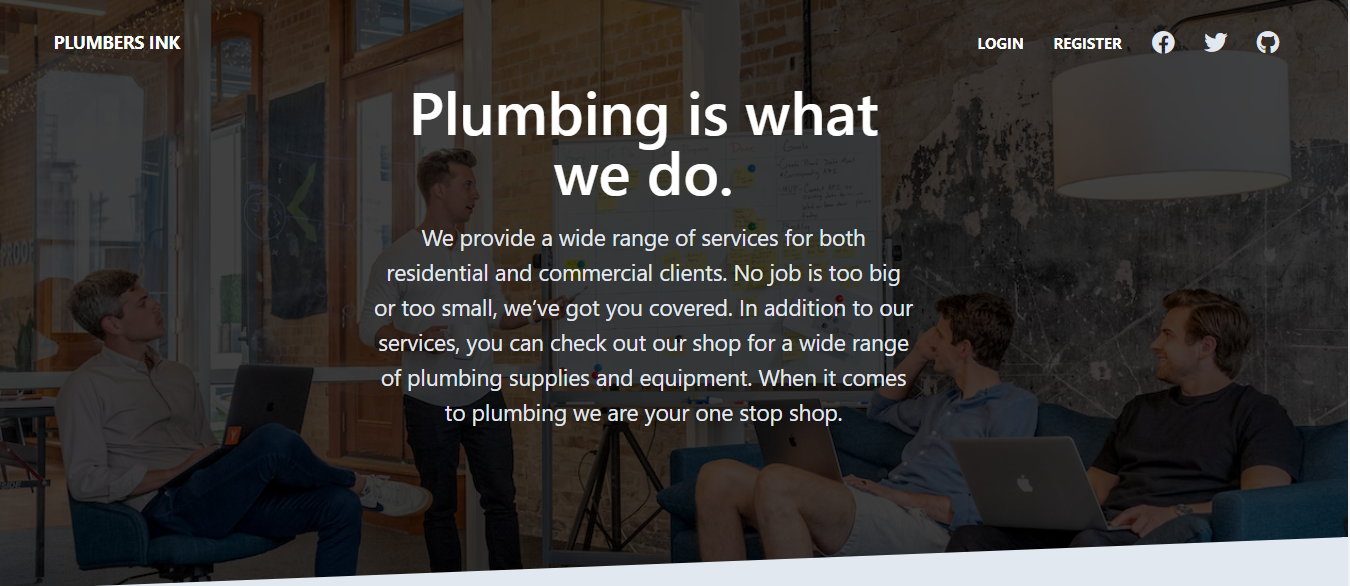 PLUMBERS INK
LOGIN REGISTER
Plumbing is what
we do.
We provide a wide range of services for both
residential and commercial clients. No job is too big
or too small, we’ve got you covered. In addition to our
services, you can check out our shop for a wide range
of plumbing supplies and equipment. When it comes
to plumbing we are your one stop shop.
Goals